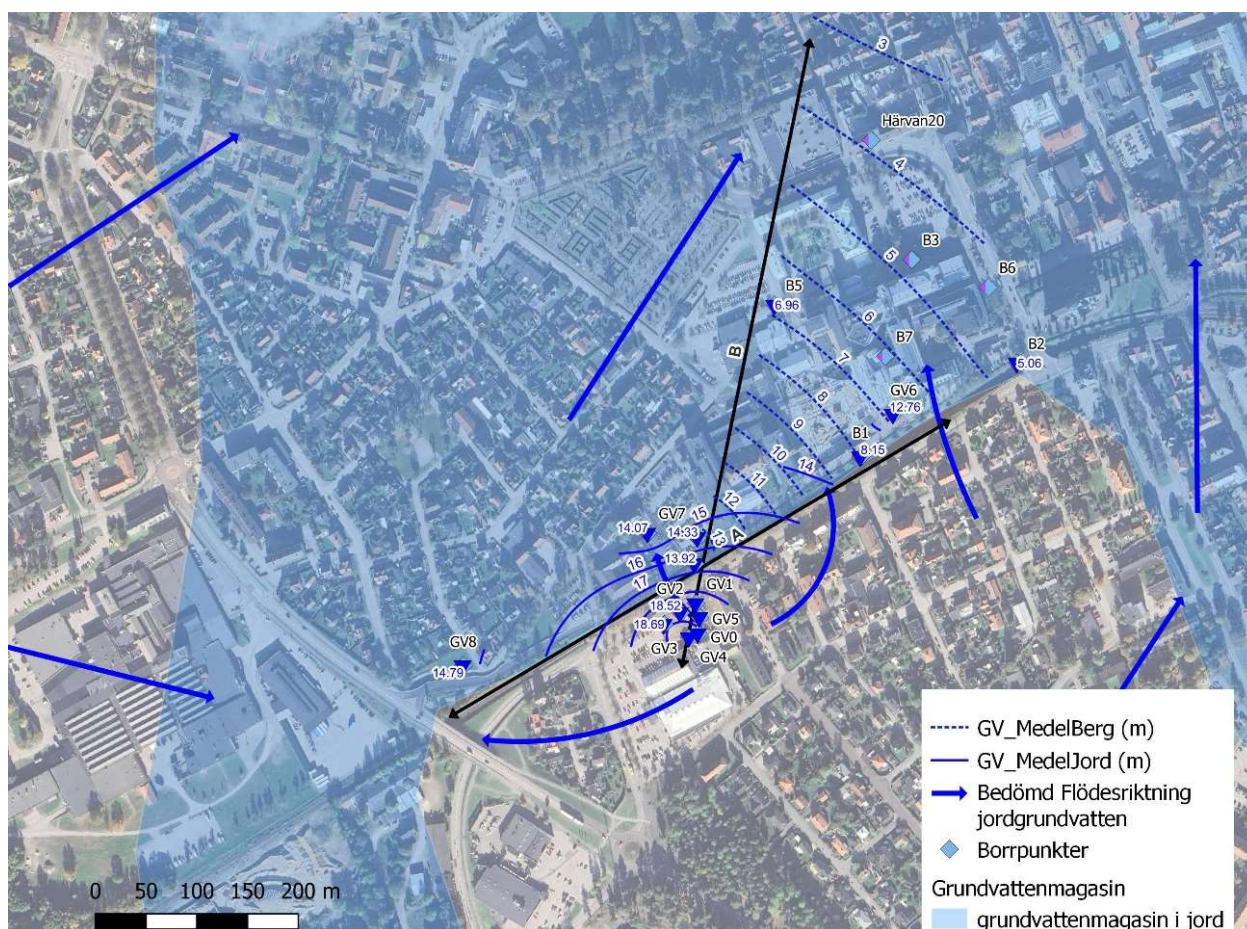 3
Härvan20
4
B3
5
B6
B5
6.96
6
B7
B2
5.06
B
7
GV6
12.76
8
B1
8.15
9
10
14
11
12
15
GV7
14.07
14.33
13
A
13.92
16
17
GV2
GV1
18.52
GV5
18.69
GV0
GV8
GV3
GV4
14.79
GV_MedelBerg (m)
GV_MedelJord (m)
Bedömd Flödesriktning
jordgrundvatten
Borrpunkter
Grundvattenmagasin
grundvattenmagasin i jord
0 50 100 150 200 m